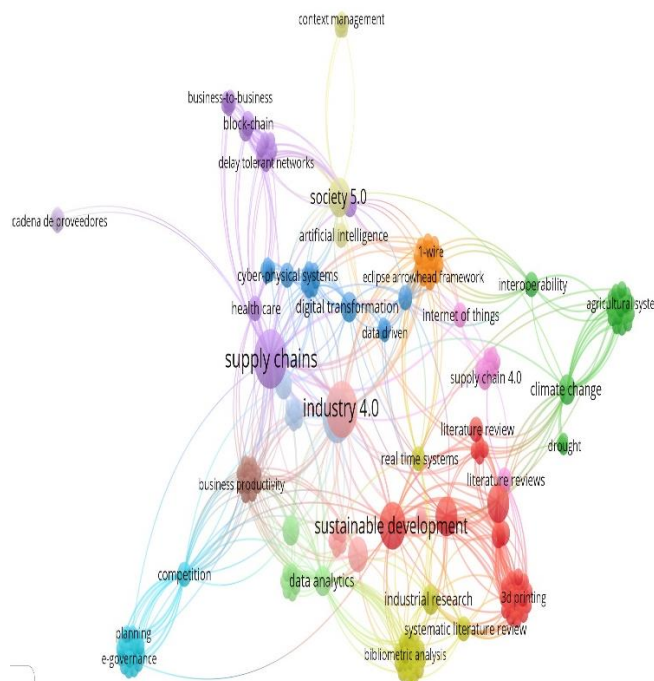 context management
business-to-business
block-chain
delay tolerant networks
society 5.0
cadena de proveedores
artificial intelligence
1-wire
cyber-physical systems
eclipse arrowhead framework
interoperability
agricultural syste
health care
digital transformation
internet of things
data driven
supply chains
supply chain 4.0
climate change
industry 4.0
literature review
drought
real time systems
literature reviews
business productivity
sustainable development
competition
data analytics
industrial research
3d printing
planning
systematic literature review
e-governance
bibliometric analysis